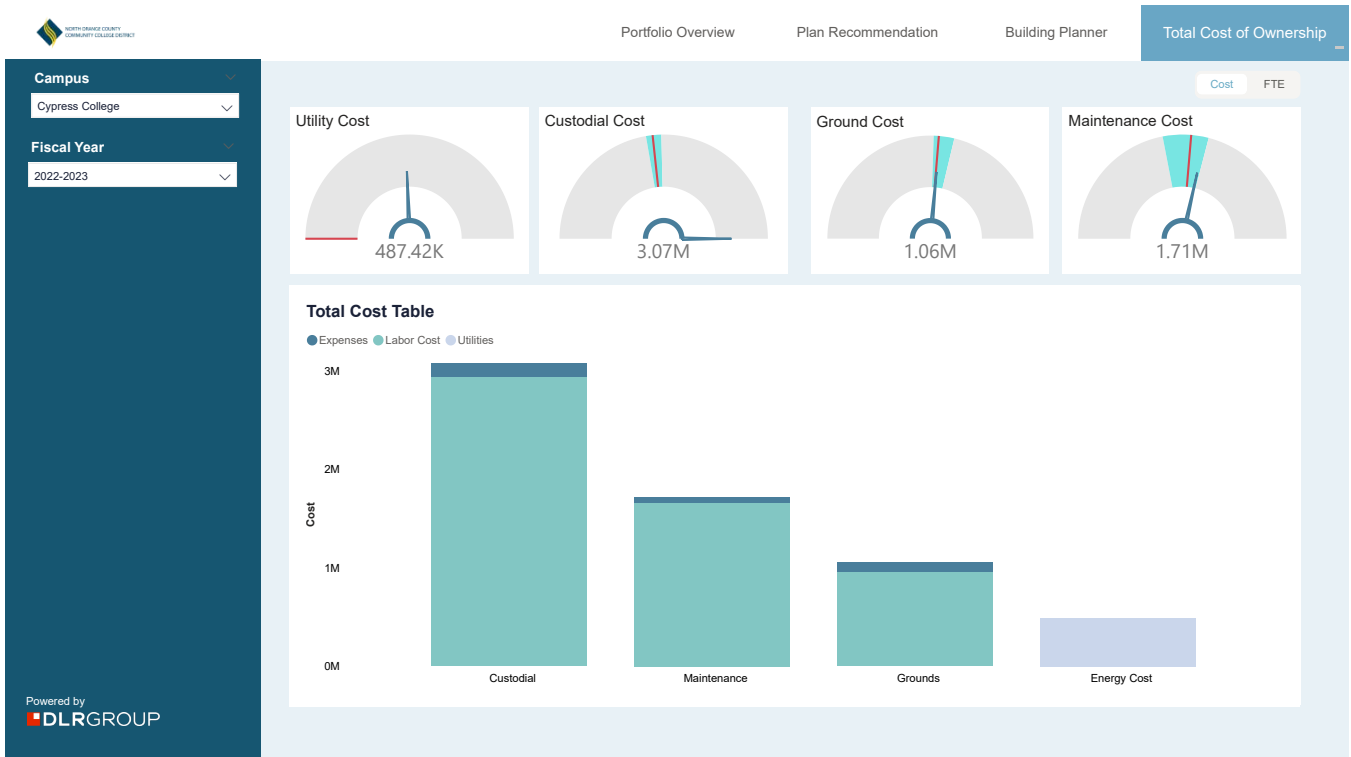 NORTH ORANGE COUNTY
COMMUNITY COLLEGE DISTRICT
Portfolio Overview
Plan Recommendation
Building Planner
Total Cost of Ownership
Campus
Cypress College
Fiscal Year
2022-2023
Cost
FTE
Utility Cost
487.42K
Custodial Cost
3.07M
Ground Cost
1.06M
Maintenance Cost
1.71M
Total Cost Table
Expenses
Labor Cost
Utilities
3M
2M
1M
0M
Cost
Custodial
Maintenance
Grounds
Energy Cost
Powered by
DLRGROUP